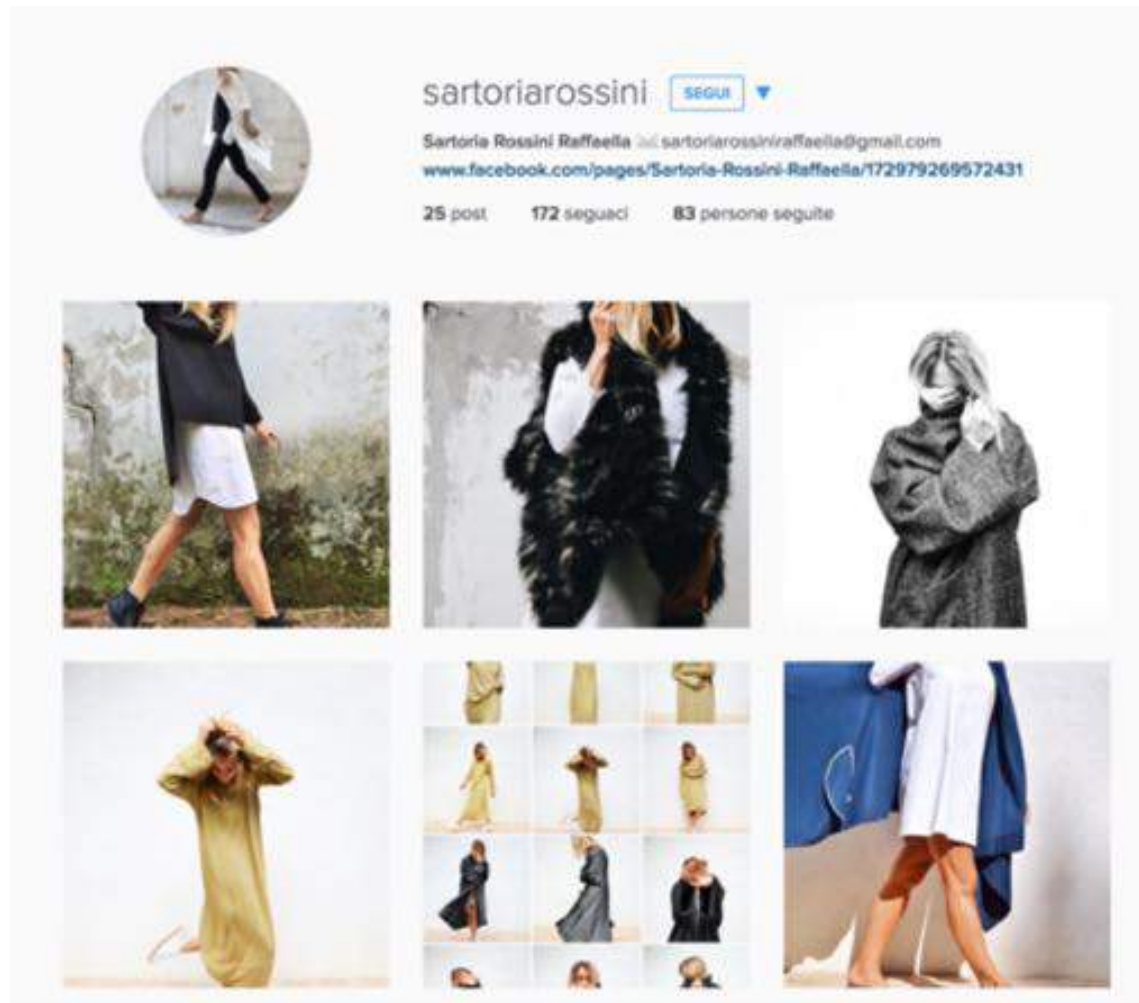 sartoriarossini SEGUI
Sartoria Rossini Raffaella sartoriarossiniraffaella@gmail.com
www.facebook.com/pages/Sartoria-Rossini-Raffaella/172979269572431
25 post 172 seguaci 83 persone seguite